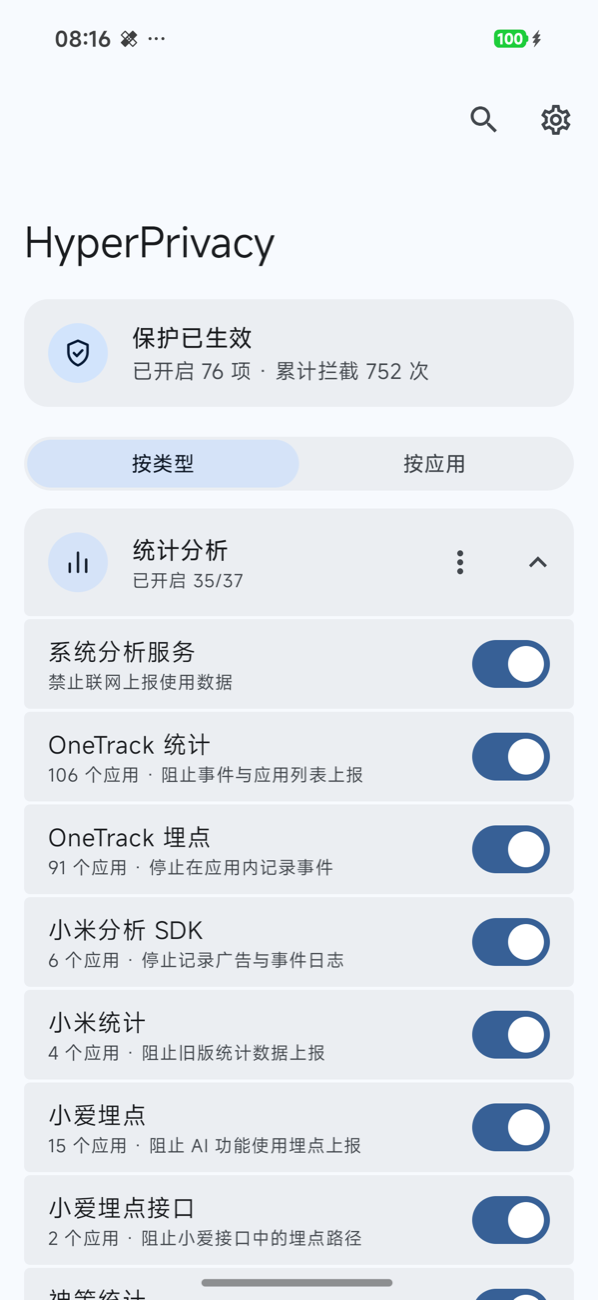 08:16
100
HyperPrivacy
保护已生效
已开启 76 项 · 累计拦截 752 次
按类型
按应用
统计分析
已开启 35/37
系统分析服务
禁止联网上报使用数据
OneTrack 统计
106 个应用 · 阻止事件与应用列表上报
OneTrack 埋点
91 个应用 · 停止在应用内记录事件
小米分析 SDK
6 个应用 · 停止记录广告与事件日志
小米统计
4 个应用 · 阻止旧版统计数据上报
小爱埋点
15 个应用 · 阻止 AI 功能使用埋点上报
小爱埋点接口
2 个应用 · 阻止小爱接口中的埋点路径